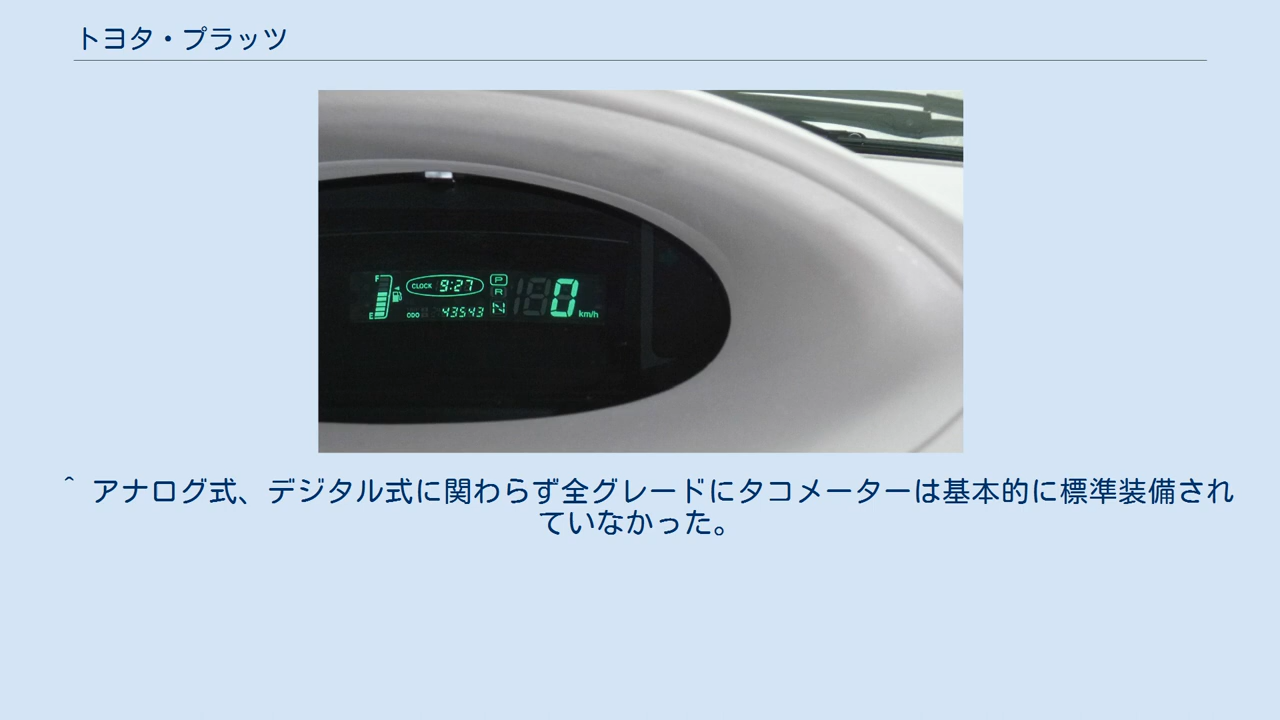 トヨタ・プラッツ
F
CLOCK 9:27
P
R
E
ODO 43543
N
0 km/h
^ アナログ式、デジタル式に関わらず全グレードにタコメーターは基本的に標準装備され
ていなかった。